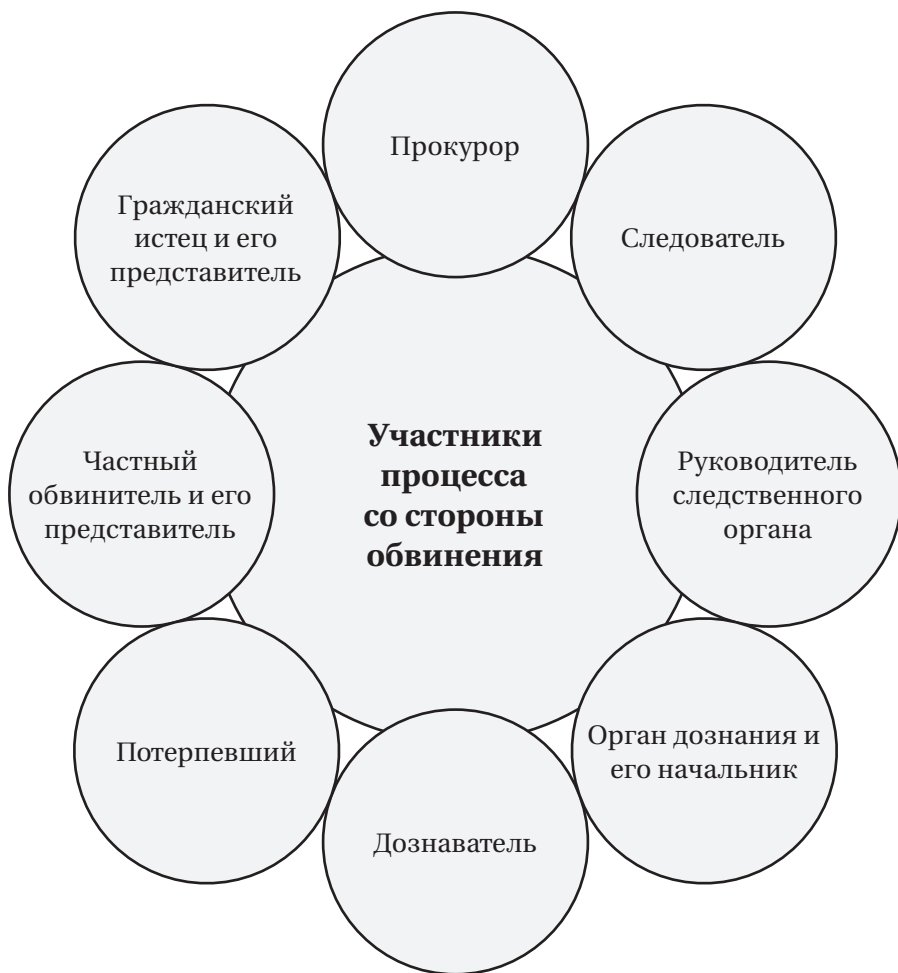 Участники
процесса
со стороны
обвинения
Прокурор
Следователь
Руководитель
следственного
органа
Орган дознания и
его начальник
Дознаватель
Потерпевший
Частный
обвинитель и его
представитель
Гражданский
истец и его
представитель